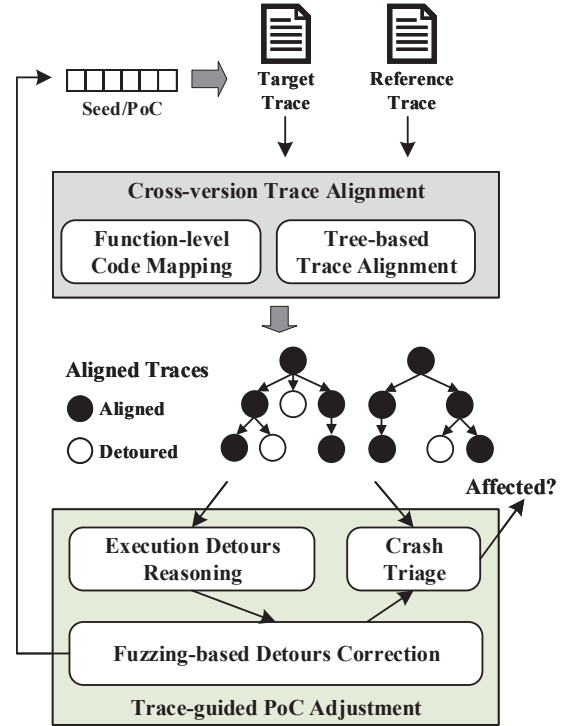 Target
Trace
Reference
Trace
Seed/PoC
Cross-version Trace Alignment
Function-level
Code Mapping
Tree-based
Trace Alignment
Aligned Traces
Aligned
Detoured
Affected?
Execution Detours
Reasoning
Crash
Triage
Fuzzing-based Detours Correction
Trace-guided PoC Adjustment